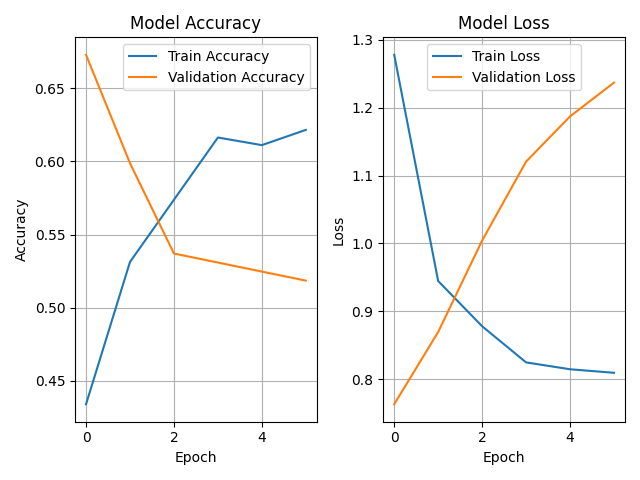 Model Accuracy
Train Accuracy
Validation Accuracy
0.65
0.60
0.55
0.50
0.45
Accuracy
0 2 4
Epoch
Model Loss
Train Loss
Validation Loss
1.3
1.2
1.1
1.0
0.9
0.8
Loss
0 2 4
Epoch